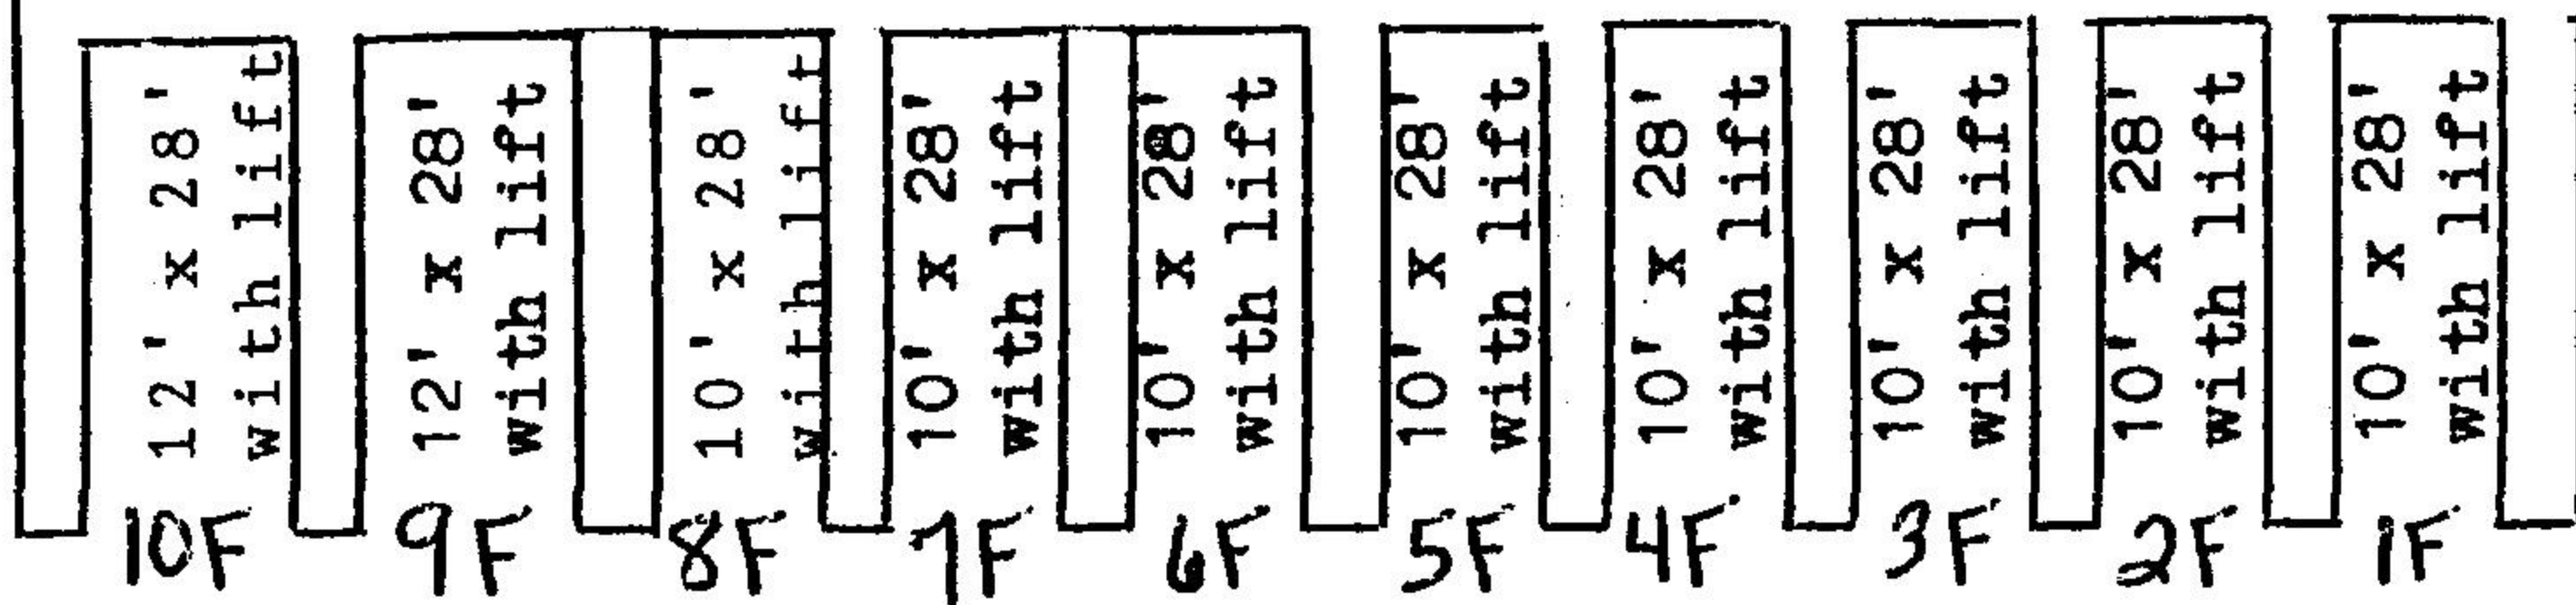 12' x 28'
with lift
12' x 28'
with lift
10' x 28'
with lift
10' x 28'
with lift
10' x 28'
with lift
10' x 28'
with lift
10' x 28'
with lift
10' x 28'
with lift
10' x 28'
with lift
10' x 28'
with lift
10F 9F 8F 7F 6F 5F 4F 3F 2F 1F